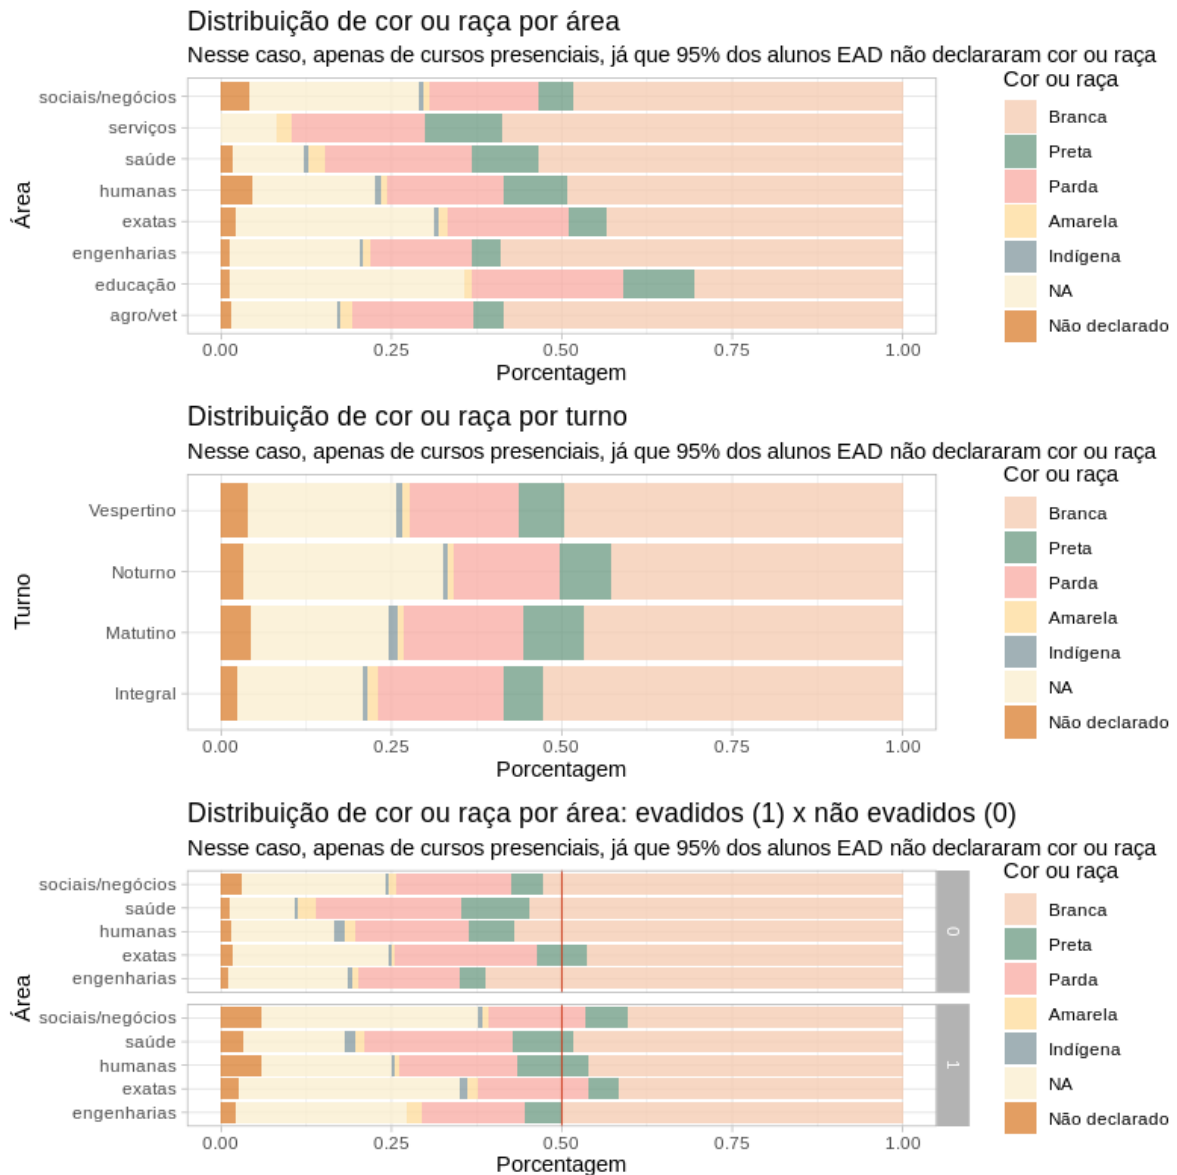 Distribuição de cor ou raça por área
Nesse caso, apenas de cursos presenciais, já que 95% dos alunos EAD não declararam cor ou raça
Área
sociais/negócios
serviços
saúde
humanas
exatas
engenharias
educação
agro/vet
0.00 0.25 0.50 0.75 1.00
Porcentagem
Cor ou raça
Branca
Preta
Parda
Amarela
Indígena
NA
Não declarado
Distribuição de cor ou raça por turno
Nesse caso, apenas de cursos presenciais, já que 95% dos alunos EAD não declararam cor ou raça
Turno
Vespertino
Noturno
Matutino
Integral
0.00 0.25 0.50 0.75 1.00
Porcentagem
Cor ou raça
Branca
Preta
Parda
Amarela
Indígena
NA
Não declarado
Distribuição de cor ou raça por área: evadidos (1) x não evadidos (0)
Nesse caso, apenas de cursos presenciais, já que 95% dos alunos EAD não declararam cor ou raça
Área
sociais/negócios
saúde
humanas
exatas
engenharias
0
sociais/negócios
saúde
humanas
exatas
engenharias
1
0.00 0.25 0.50 0.75 1.00
Porcentagem
Cor ou raça
Branca
Preta
Parda
Amarela
Indígena
NA
Não declarado